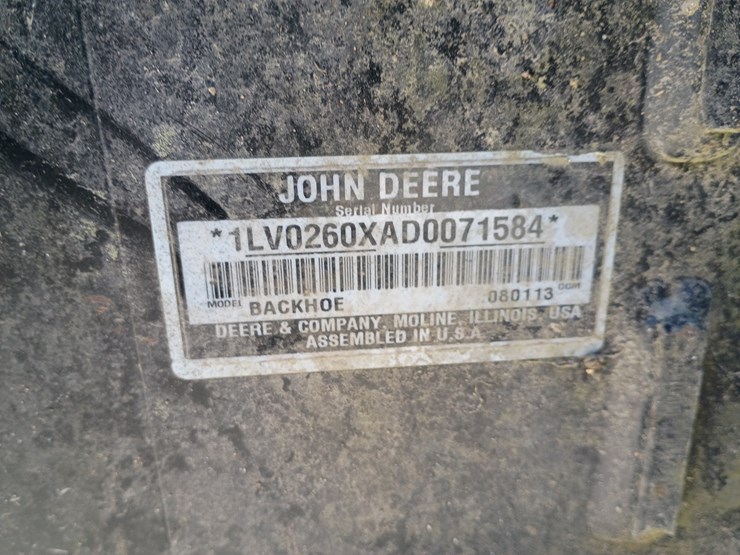 JOHN DEERE
Serial Number
*1LV0260XAD0071584*
MODEL BACKHOE 080113
DEERE & COMPANY, MOLINE, ILLINOIS, USA
ASSEMBLED IN U.S.A.